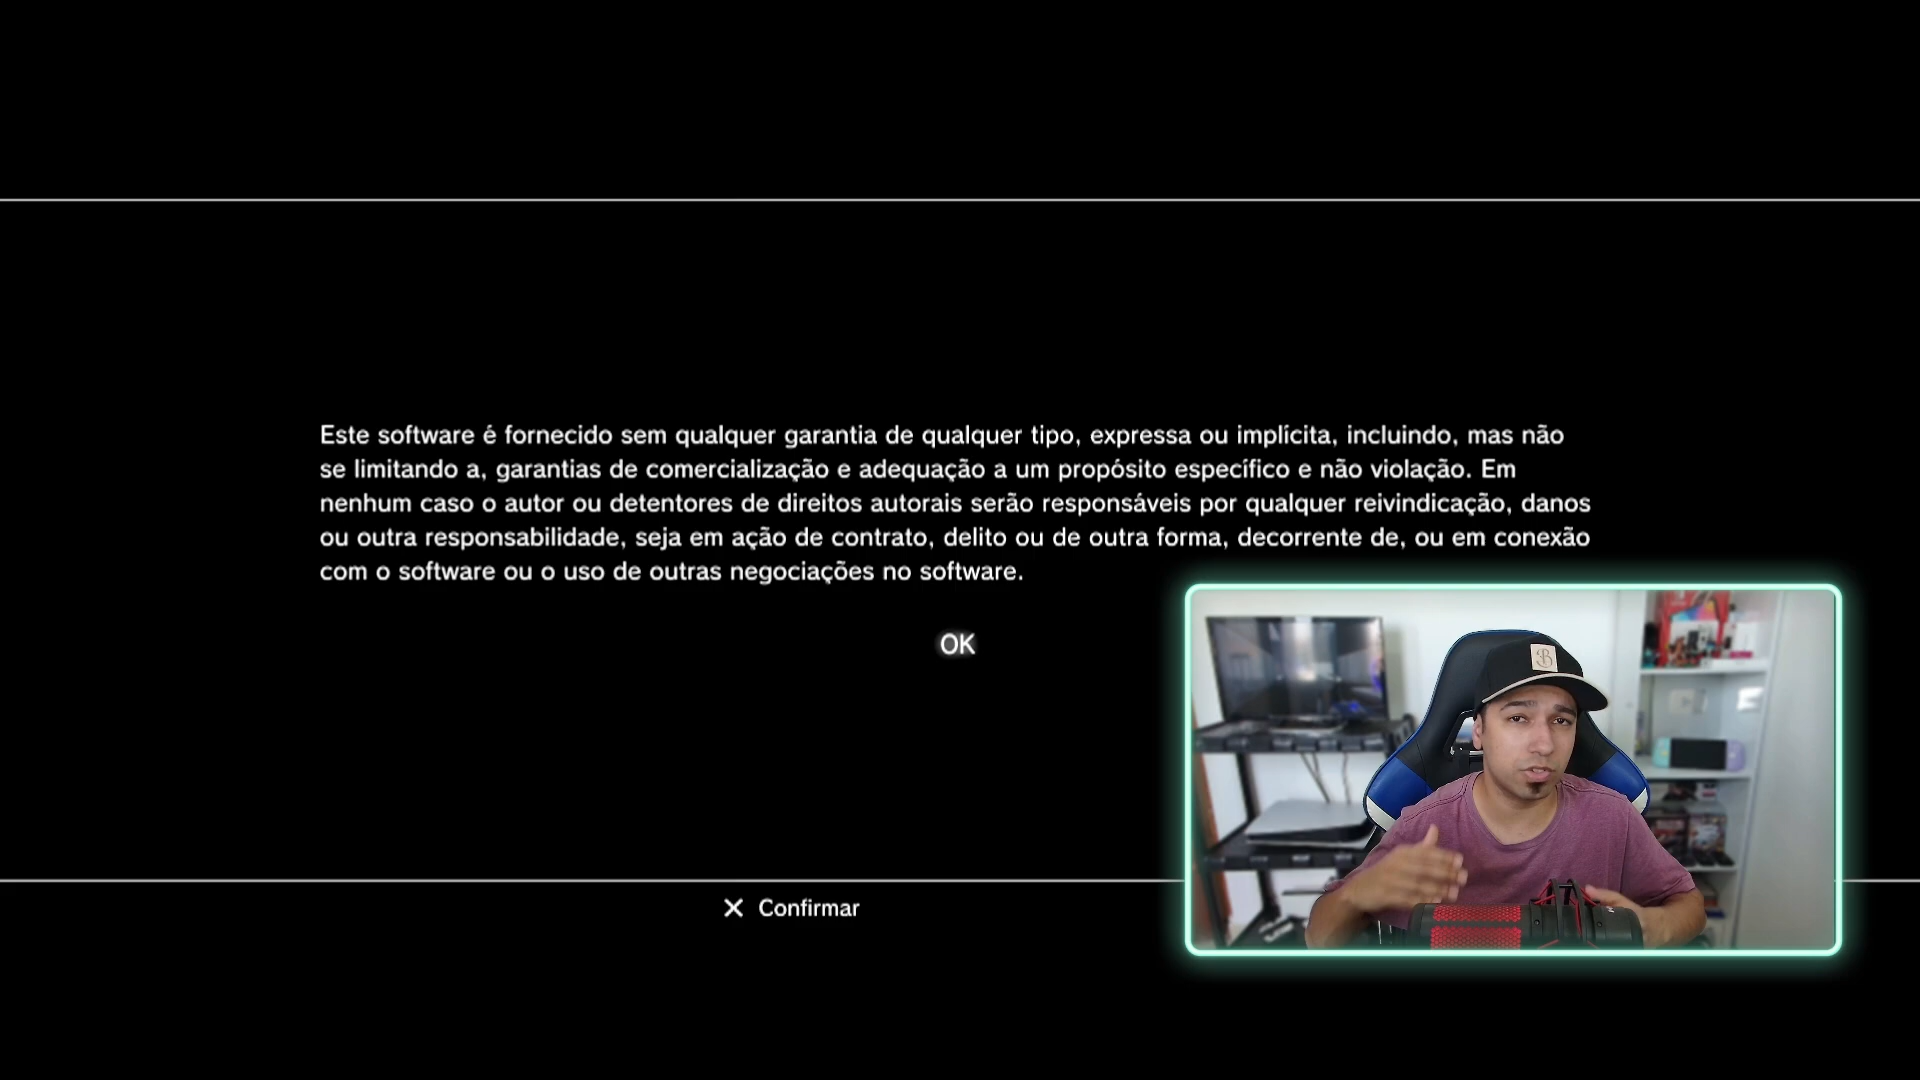 Este software é fornecido sem qualquer garantia de qualquer tipo, expressa ou implícita, incluindo, mas não
se limitando a, garantias de comercialização e adequação a um propósito específico e não violação. Em
nenhum caso o autor ou detentores de direitos autorais serão responsáveis por qualquer reivindicação, danos
ou outra responsabilidade, seja em ação de contrato, delito ou de outra forma, decorrente de, ou em conexão
com o software ou o uso de outras negociações no software.
OK
Confirmar